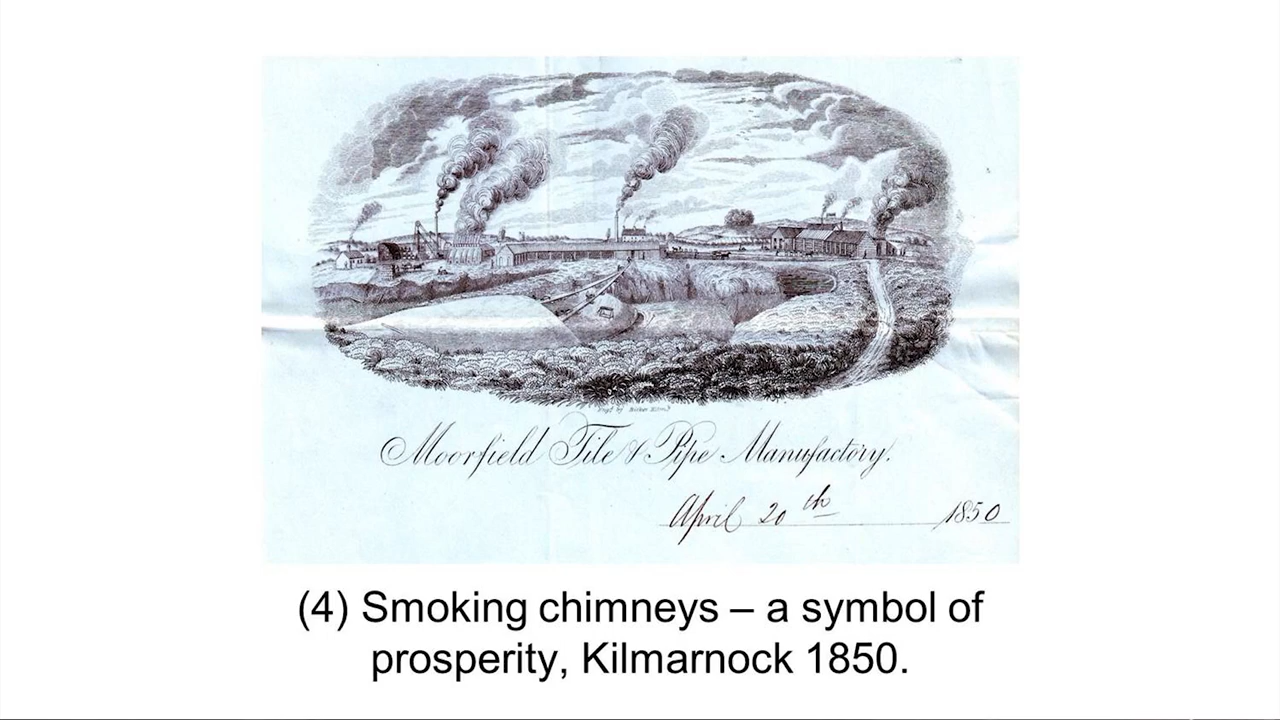 Moorfield Tile & Pipe Manufactory.
April 20th 1850
(4) Smoking chimneys – a symbol of
prosperity, Kilmarnock 1850.